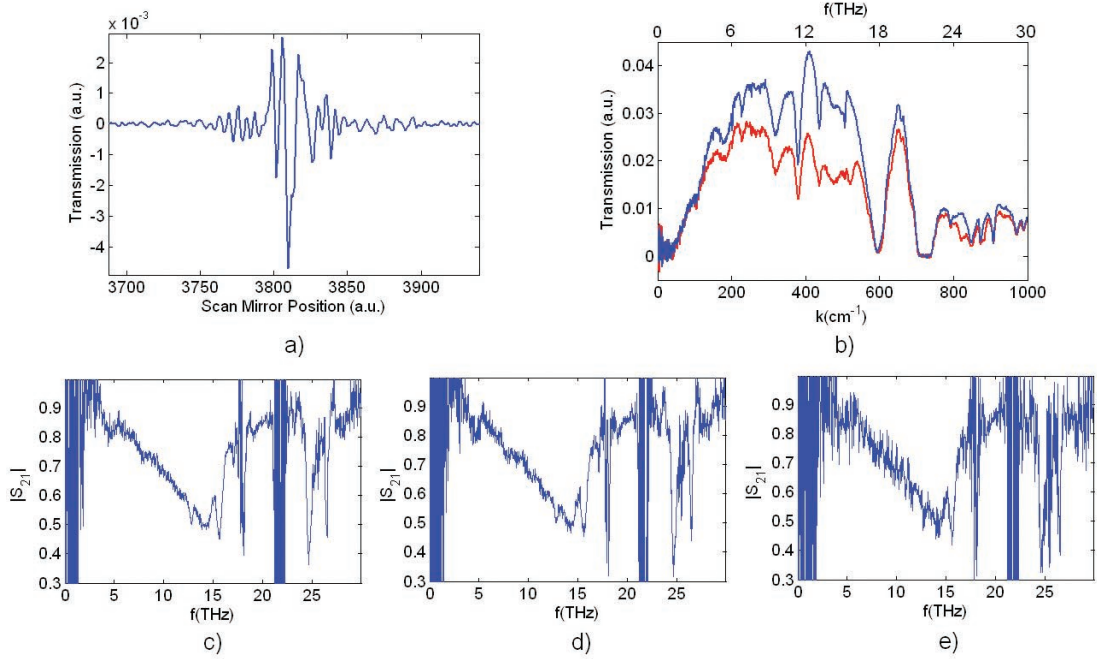 x 10⁻³
2
1
0
-1
-2
-3
-4
Transmission (a.u.)
3700 3750 3800 3850 3900
Scan Mirror Position (a.u.)
a)
f(THz)
0 6 12 18 24 30
0.04
0.03
0.02
0.01
0
Transmission (a.u.)
0 200 400 600 800 1000
k(cm⁻¹)
b)
0.9
0.8
0.7
0.6
0.5
0.4
0.3
|S₂₁|
0 5 10 15 20 25
f(THz)
c)
0.9
0.8
0.7
0.6
0.5
0.4
0.3
|S₂₁|
0 5 10 15 20 25
f(THz)
d)
0.9
0.8
0.7
0.6
0.5
0.4
0.3
|S₂₁|
0 5 10 15 20 25
f(THz)
e)